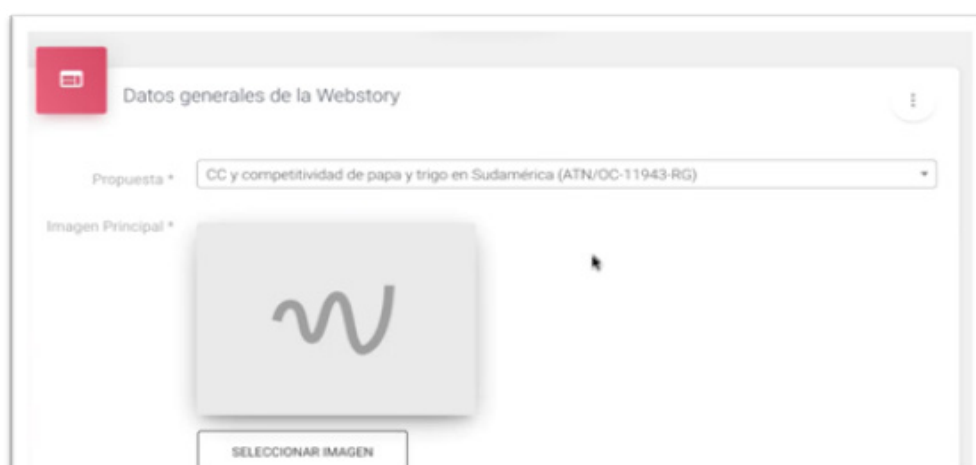 Datos generales de la Webstory
Propuesta *
CC y competitividad de papa y trigo en Sudamérica (ATN/OC-11943-RG)
Imagen Principal *
SELECCIONAR IMAGEN